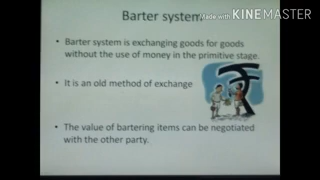 Barter system
Made with KINEMASTER
• Barter system is exchanging goods for goods
without the use of money in the primitive stage.
• It is an old method of exchange
• The value of bartering items can be negotiated
with the other party.